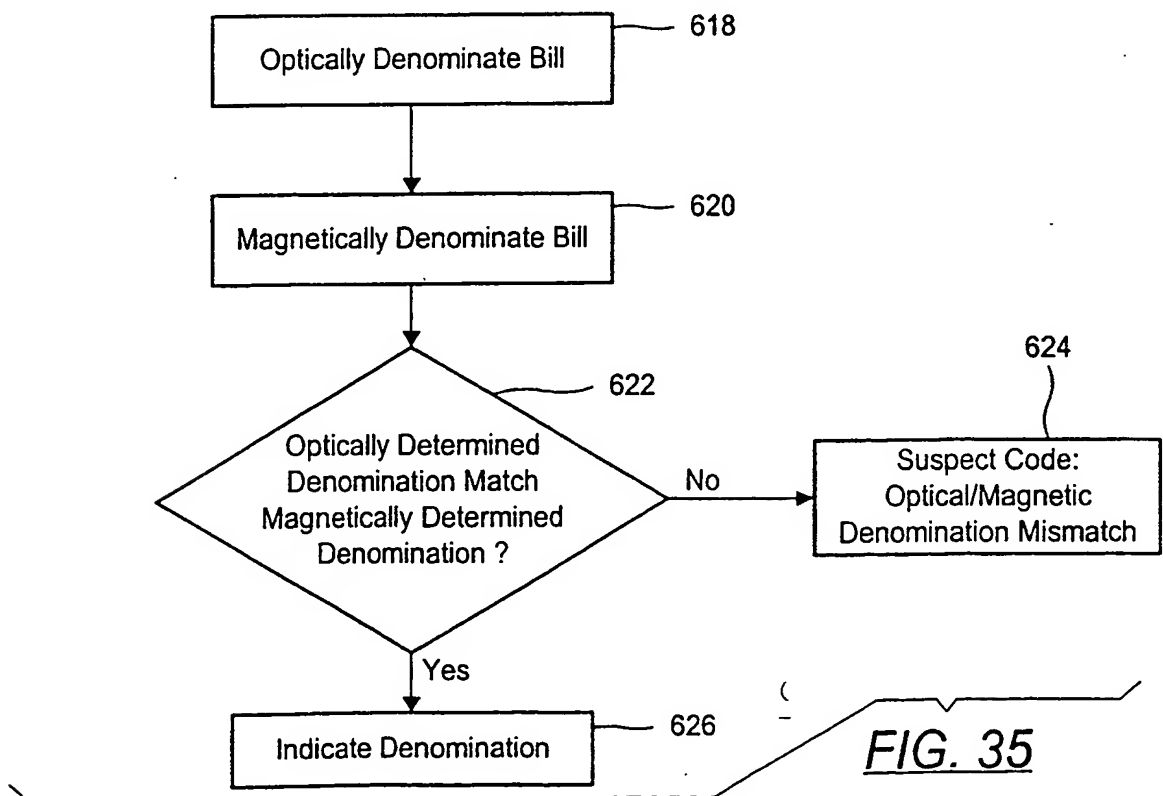 Optically Denominate Bill
618
Magnetically Denominate Bill
620
622
Optically Determined
Denomination Match
Magnetically Determined
Denomination ?
No
624
Suspect Code:
Optical/Magnetic
Denomination Mismatch
Yes
Indicate Denomination
626
FIG. 35